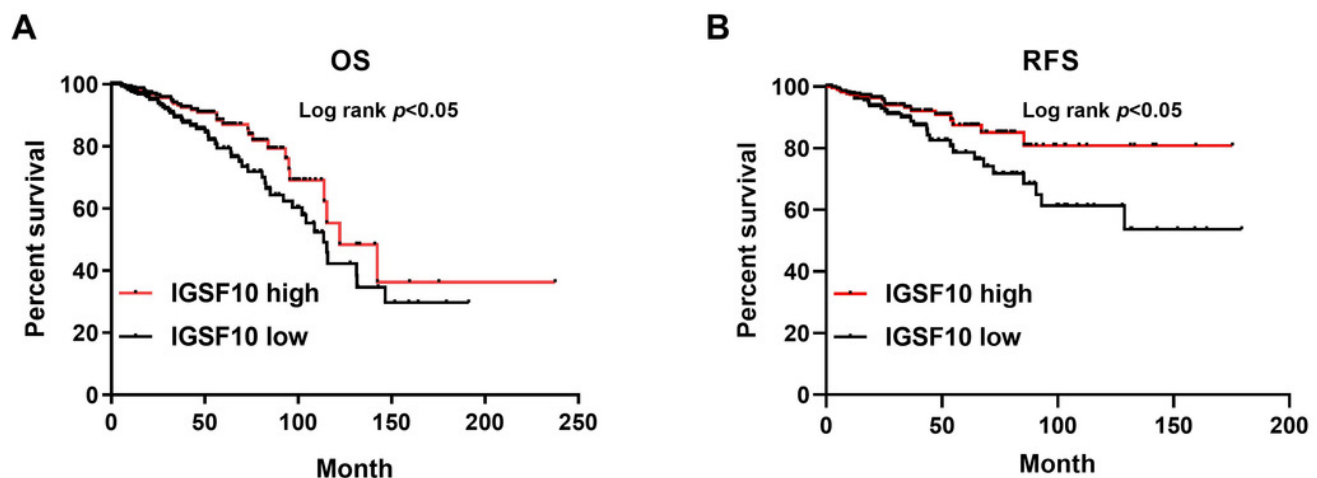 A
OS
Log rank p<0.05
Percent survival
100
80
60
40
20
0
IGSF10 high
IGSF10 low
0 50 100 150 200 250
Month
B
RFS
Log rank p<0.05
Percent survival
100
80
60
40
20
0
IGSF10 high
IGSF10 low
0 50 100 150 200
Month